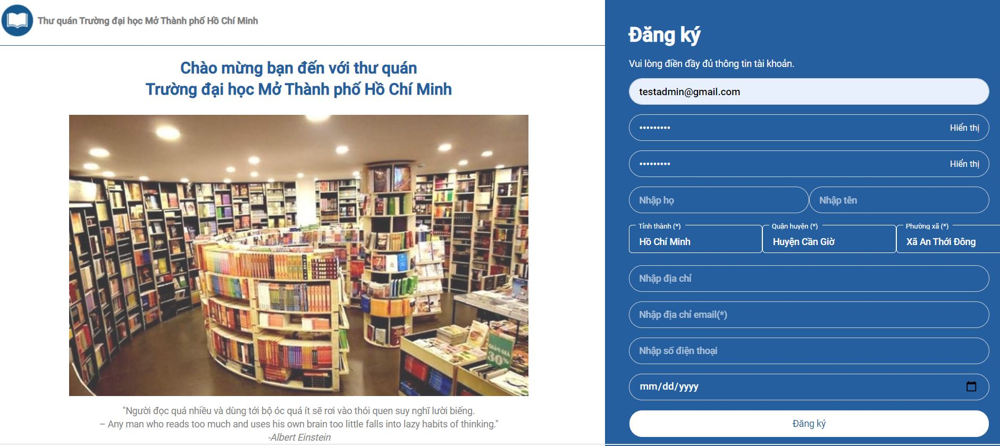 Thư quán Trường đại học Mở Thành phố Hồ Chí Minh
Chào mừng bạn đến với thư quán
Trường đại học Mở Thành phố Hồ Chí Minh
GIẢM GIÁ
30%
"Người đọc quá nhiều và dùng tới bộ óc quá ít sẽ rơi vào thói quen suy nghĩ lười biếng.
– Any man who reads too much and uses his own brain too little falls into lazy habits of thinking."
-Albert Einstein
Đăng ký
Vui lòng điền đầy đủ thông tin tài khoản.
testadmin@gmail.com
•••••••••
Hiển thị
•••••••••
Hiển thị
Nhập họ
Nhập tên
Tỉnh thành (*)
Hồ Chí Minh
Quận huyện (*)
Huyện Cần Giờ
Phường xã (*)
Xã An Thới Đông
Nhập địa chỉ
Nhập địa chỉ email(*)
Nhập số điện thoại
mm/dd/yyyy
Đăng ký